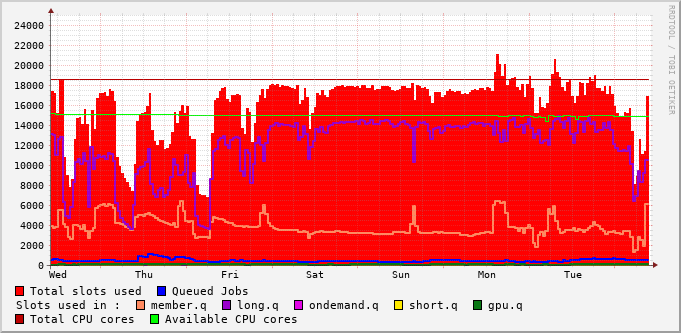 RRDTOOL / TOBI OETIKER
24000
22000
20000
18000
16000
14000
12000
10000
8000
6000
4000
2000
0
Wed Thu Fri Sat Sun Mon Tue
Total slots used Queued Jobs
Slots used in : member.q long.q ondemand.q short.q gpu.q
Total CPU cores Available CPU cores